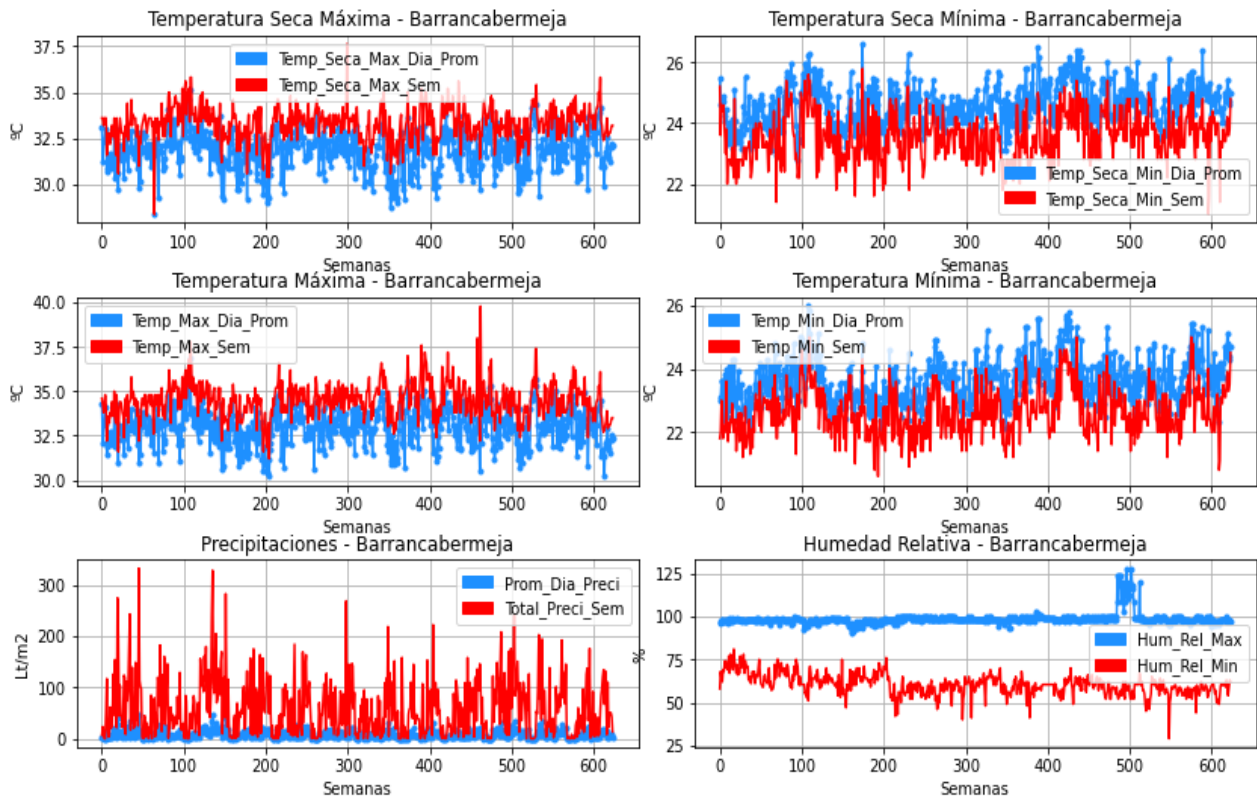 Temperatura Seca Máxima - Barrancabermeja
37.5
35.0
32.5
30.0
ºC
Temp_Seca_Max_Dia_Prom
Temp_Seca_Max_Sem
0 100 200 300 400 500 600
Semanas
Temperatura Seca Mínima - Barrancabermeja
26
24
22
ºC
Temp_Seca_Min_Dia_Prom
Temp_Seca_Min_Sem
0 100 200 300 400 500 600
Semanas
Temperatura Máxima - Barrancabermeja
40.0
37.5
35.0
32.5
30.0
ºC
Temp_Max_Dia_Prom
Temp_Max_Sem
0 100 200 300 400 500 600
Semanas
Temperatura Mínima - Barrancabermeja
26
24
22
ºC
Temp_Min_Dia_Prom
Temp_Min_Sem
0 100 200 300 400 500 600
Semanas
Precipitaciones - Barrancabermeja
300
200
100
0
Lt/m2
Prom_Dia_Preci
Total_Preci_Sem
0 100 200 300 400 500 600
Semanas
Humedad Relativa - Barrancabermeja
125
100
75
50
25
%
Hum_Rel_Max
Hum_Rel_Min
0 100 200 300 400 500 600
Semanas